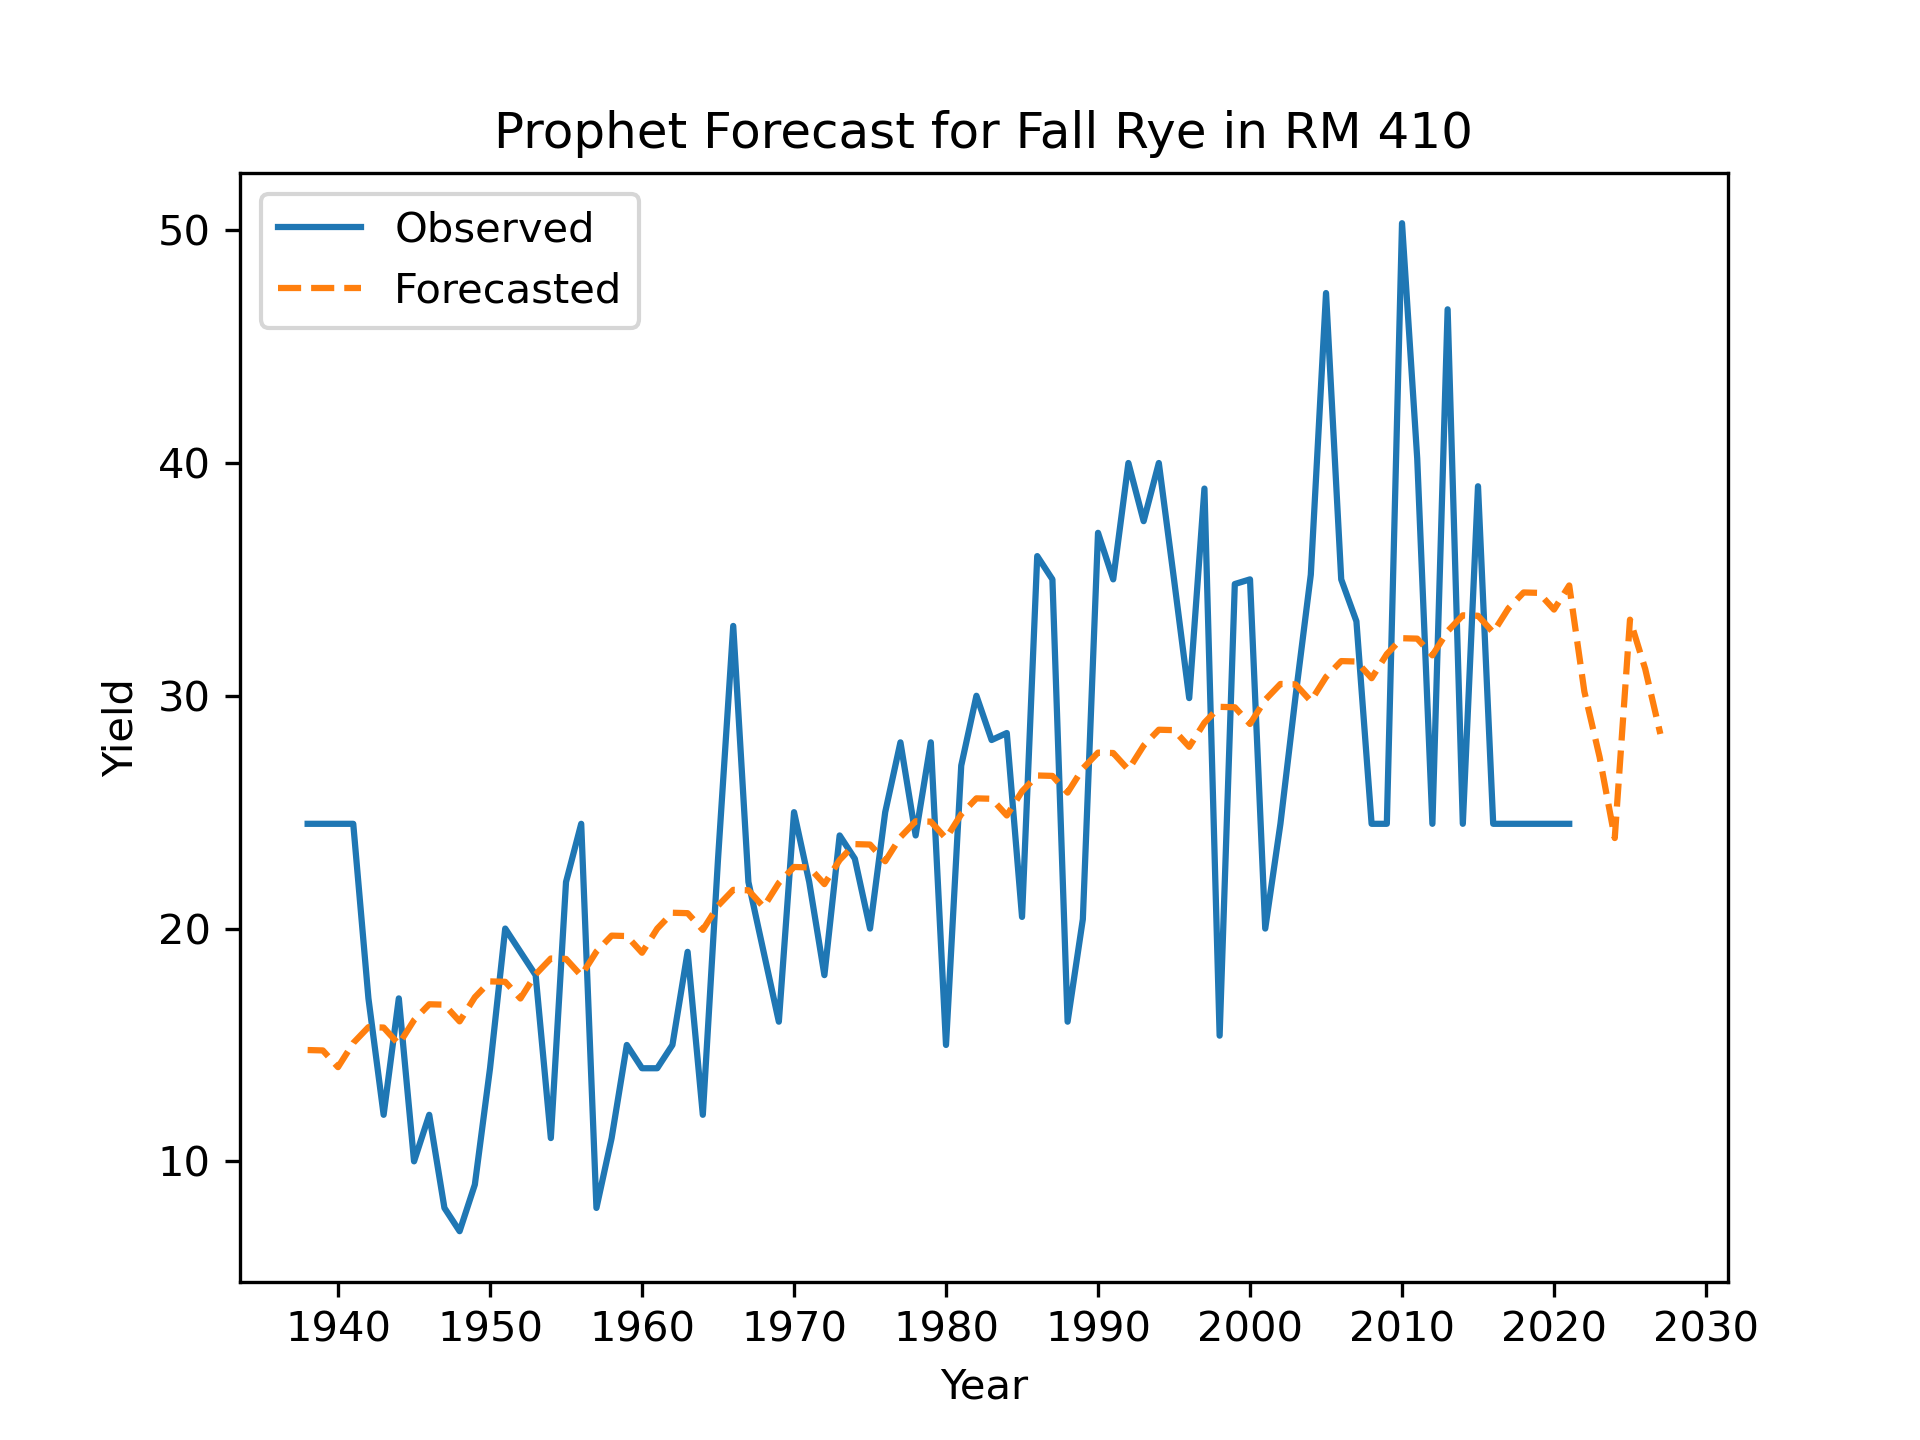 Prophet Forecast for Fall Rye in RM 410
Observed
Forecasted
50
40
30
20
10
Yield
1940 1950 1960 1970 1980 1990 2000 2010 2020 2030
Year